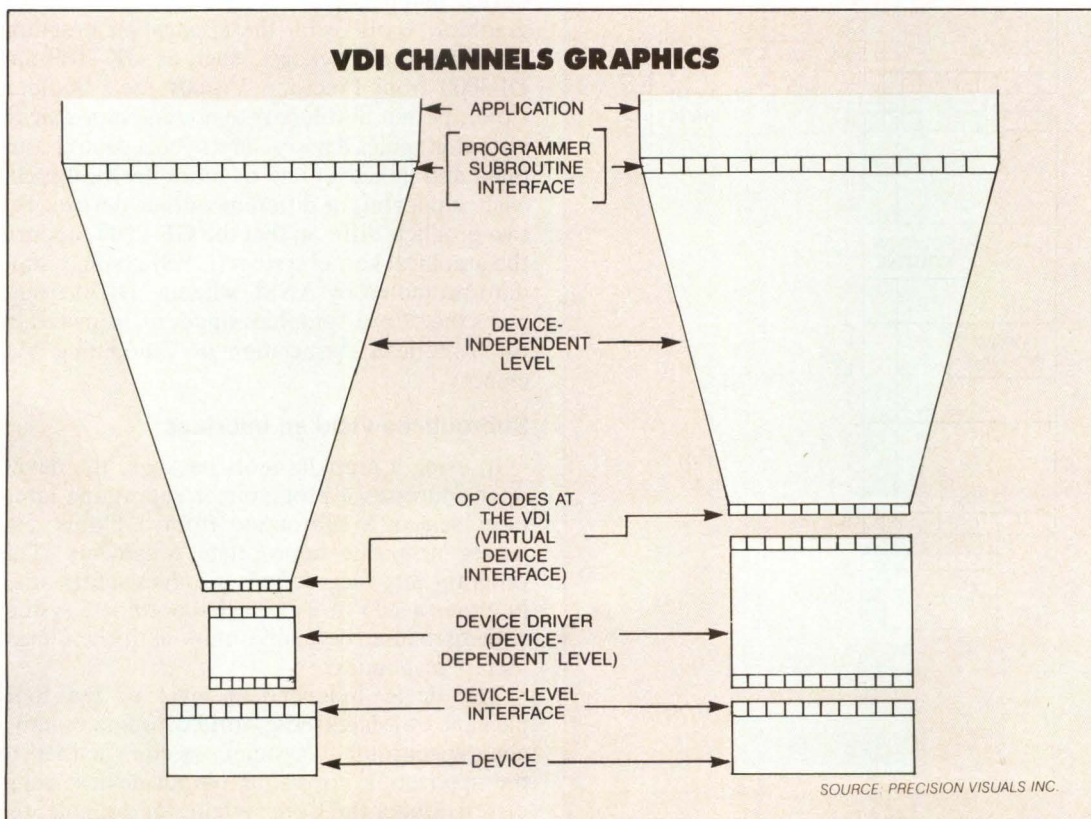 VDI CHANNELS GRAPHICS
APPLICATION
PROGRAMMER
SUBROUTINE
INTERFACE
DEVICE-
INDEPENDENT
LEVEL
OP CODES AT
THE VDI
(VIRTUAL
DEVICE
INTERFACE)
DEVICE DRIVER
(DEVICE-
DEPENDENT LEVEL)
DEVICE-LEVEL
INTERFACE
DEVICE
SOURCE: PRECISION VISUALS INC.